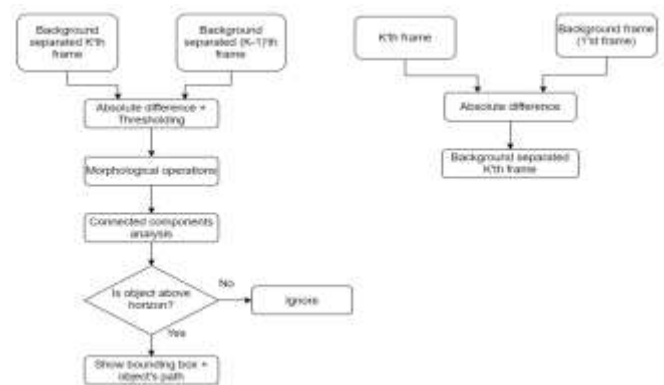 Background
separated K'th
frame
Background
separated (K-1)'th
frame
Absolute difference +
Thresholding
Morphological operations
Connected components
analysis
Is object above
horizon?
No
Ignore
Yes
Show bounding box +
object's path
K'th frame
Background frame
(1'st frame)
Absolute difference
Background separated
K'th frame